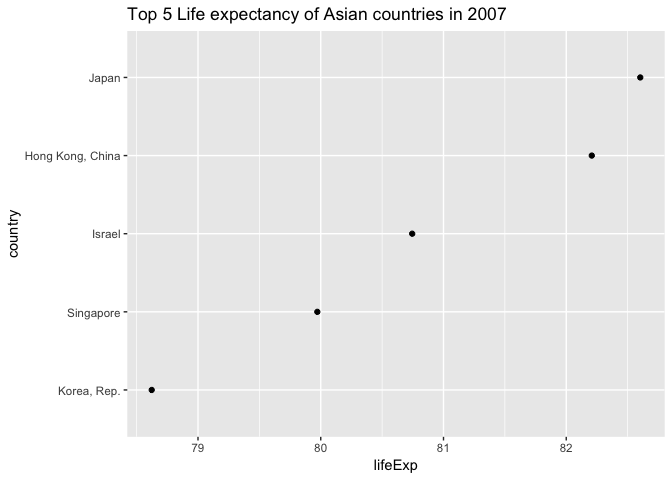 Top 5 Life expectancy of Asian countries in 2007
Japan
Hong Kong, China
Israel
Singapore
Korea, Rep.
country
79 80 81 82
lifeExp